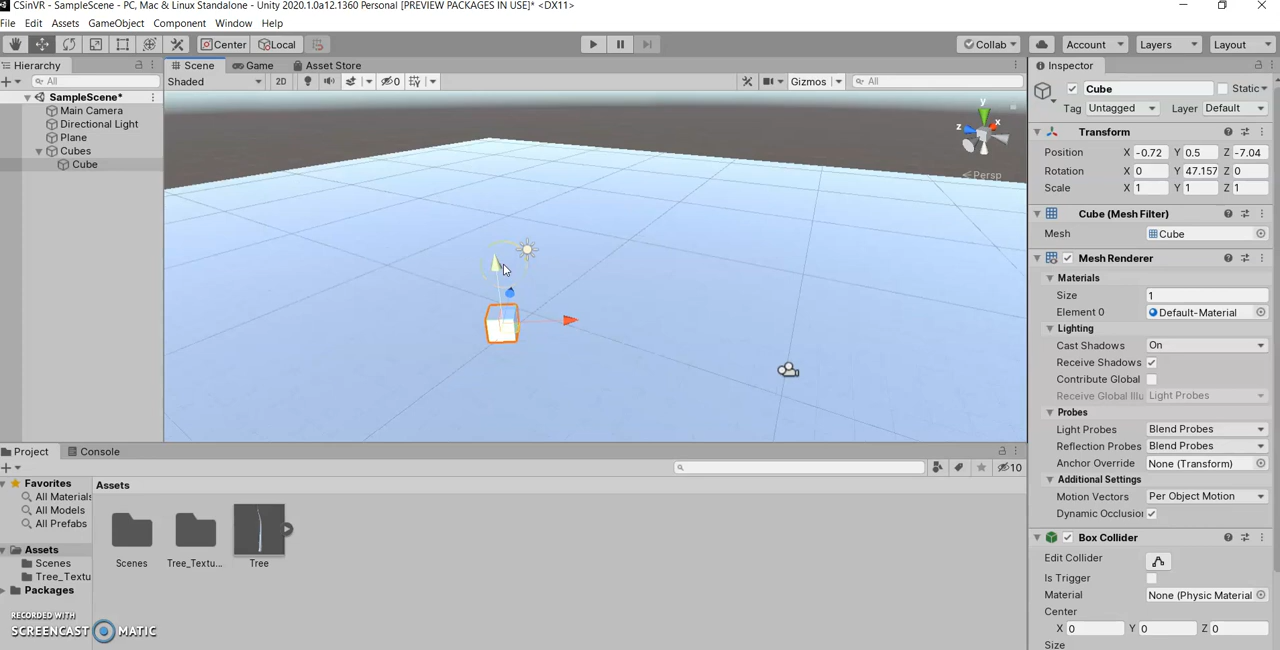 CSinVR - SampleScene - PC, Mac & Linux Standalone - Unity 2020.1.0a12.1360 Personal [PREVIEW PACKAGES IN USE]* <DX11>
File Edit Assets GameObject Component Window Help
Center Local Collab Account Layers Layout
Hierarchy Scene Game Asset Store Inspector
All Shaded 2D 0 Gizmos All Cube Static
SampleScene*
Main Camera
Directional Light
Plane
Cubes
Cube
y
x
z
Persp
Tag Untagged Layer Default
Transform
Position X -0.72 Y 0.5 Z -7.04
Rotation X 0 Y 47.157 Z 0
Scale X 1 Y 1 Z 1
Cube (Mesh Filter)
Mesh Cube
Mesh Renderer
Materials
Size 1
Element 0 Default-Material
Lighting
Cast Shadows On
Receive Shadows
Contribute Global
Receive Global Illu Light Probes
Probes
Light Probes Blend Probes
Reflection Probes Blend Probes
Anchor Override None (Transform)
Additional Settings
Motion Vectors Per Object Motion
Dynamic Occlusion
Box Collider
Edit Collider
Is Trigger
Material None (Physic Material
Center
X 0 Y 0 Z 0
Size
Project Console
10
Favorites
All Materials
All Models
All Prefabs
Assets
Scenes
Tree_Textu
Packages
Assets
Scenes Tree_Textu... Tree
RECORDED WITH
SCREENCAST MATIC